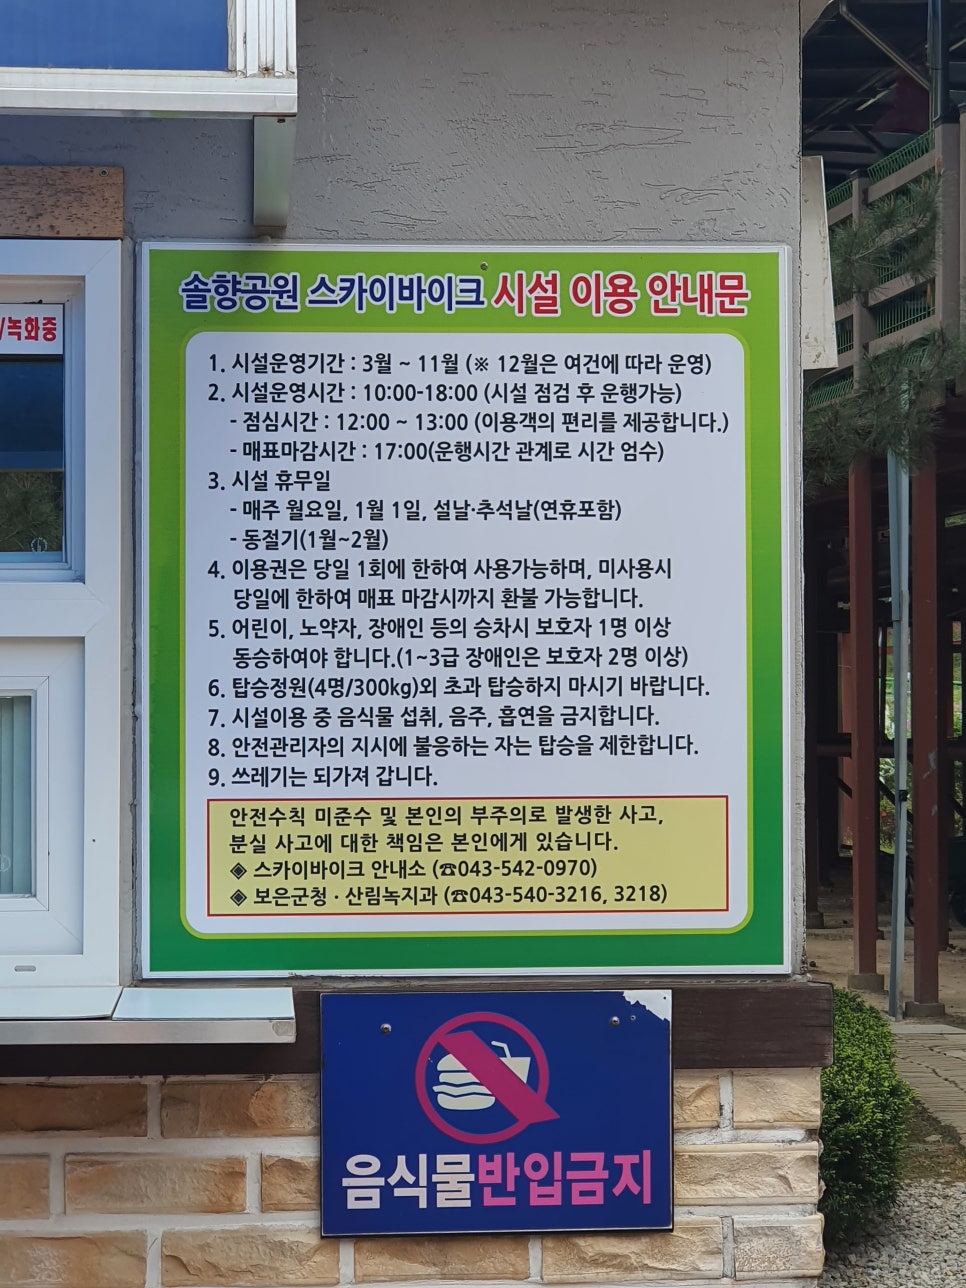 /녹화중
솔향공원 스카이바이크 시설 이용 안내문
1. 시설운영기간 : 3월 ~ 11월 (※ 12월은 여건에 따라 운영)
2. 시설운영시간 : 10:00-18:00 (시설 점검 후 운행가능)
- 점심시간 : 12:00 ~ 13:00 (이용객의 편리를 제공합니다.)
- 매표마감시간 : 17:00(운행시간 관계로 시간 엄수)
3. 시설 휴무일
- 매주 월요일, 1월 1일, 설날·추석날(연휴포함)
- 동절기(1월~2월)
4. 이용권은 당일 1회에 한하여 사용가능하며, 미사용시
당일에 한하여 매표 마감시까지 환불 가능합니다.
5. 어린이, 노약자, 장애인 등의 승차시 보호자 1명 이상
동승하여야 합니다.(1~3급 장애인은 보호자 2명 이상)
6. 탑승정원(4명/300kg)외 초과 탑승하지 마시기 바랍니다.
7. 시설이용 중 음식물 섭취, 음주, 흡연을 금지합니다.
8. 안전관리자의 지시에 불응하는 자는 탑승을 제한합니다.
9. 쓰레기는 되가져 갑니다.
안전수칙 미준수 및 본인의 부주의로 발생한 사고,
분실 사고에 대한 책임은 본인에게 있습니다.
◈ 스카이바이크 안내소 (☎043-542-0970)
◈ 보은군청 · 산림녹지과 (☎043-540-3216, 3218)
음식물반입금지